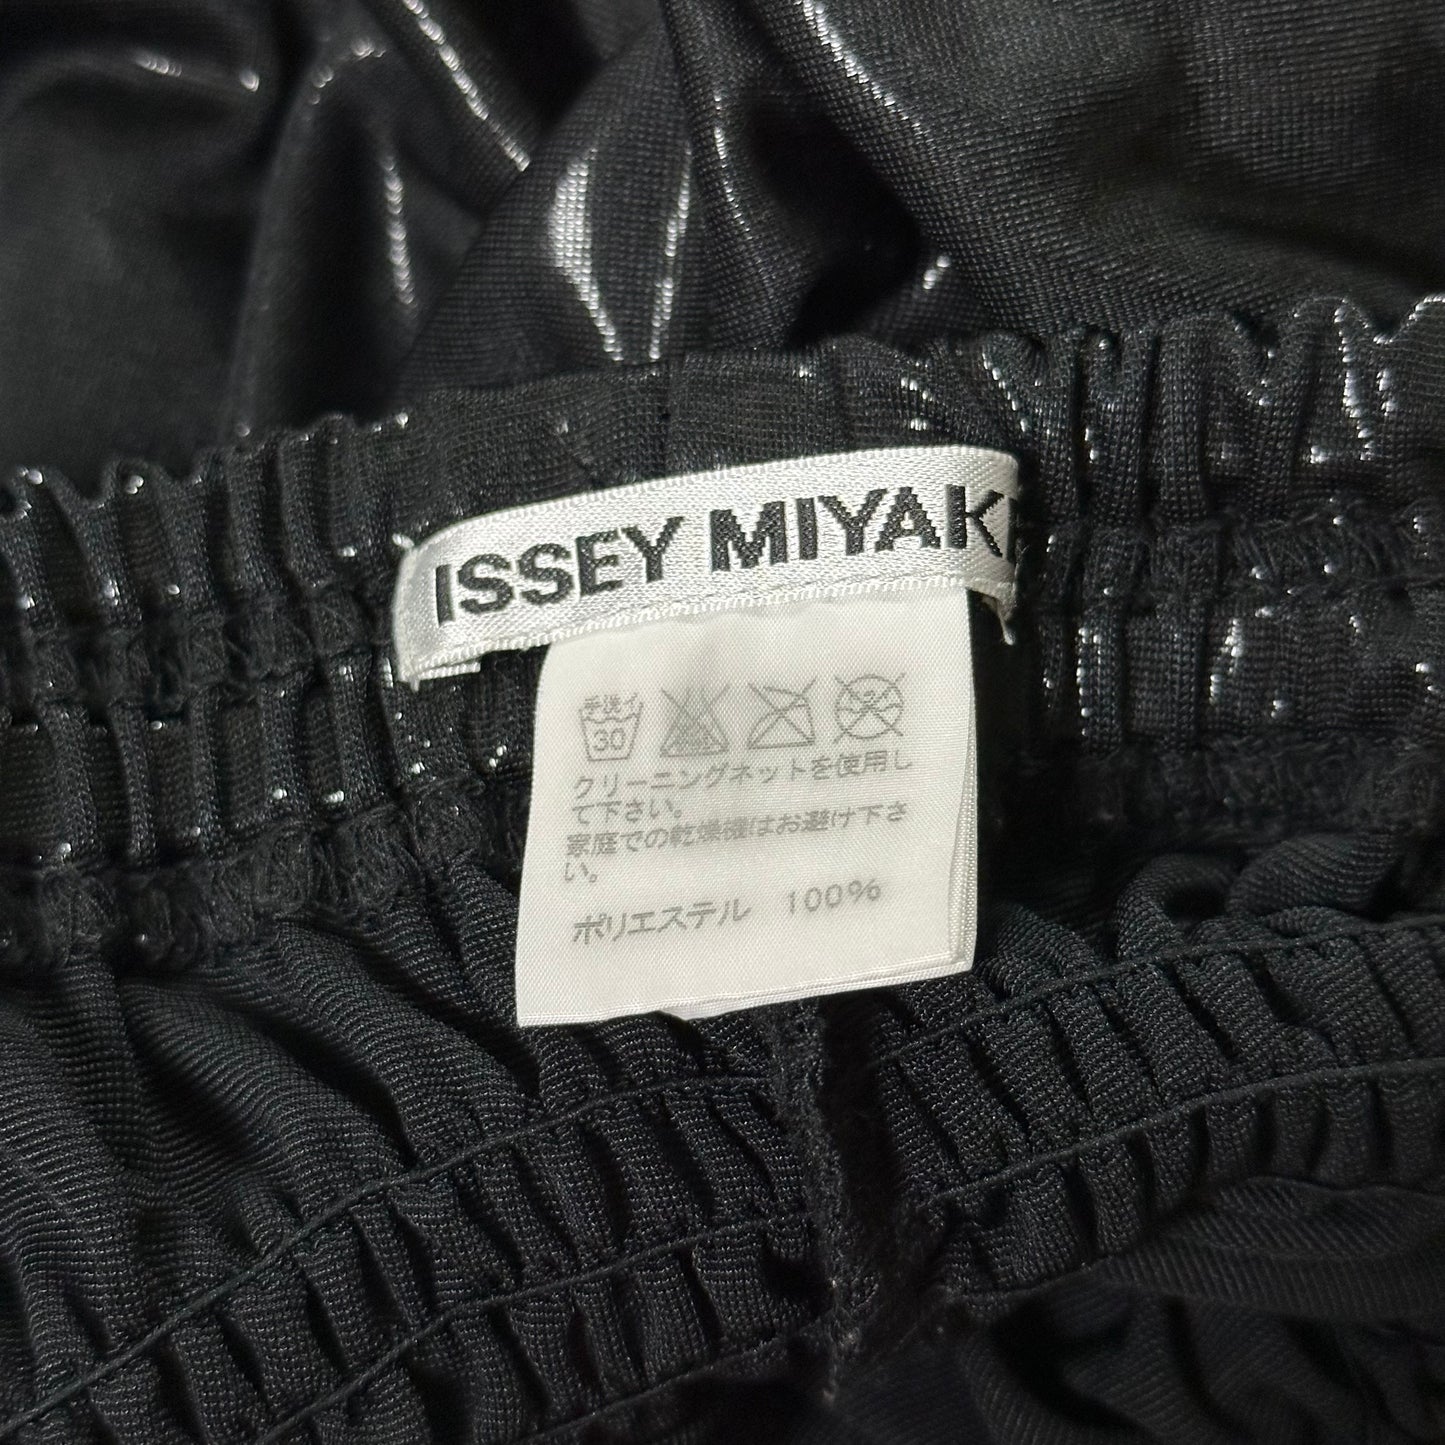 ISSEY MIYAKE
手洗イ
30
クリーニングネットを使用し
て下さい。
家庭での乾燥機はお避け下さ
い。
ポリエステル 100%